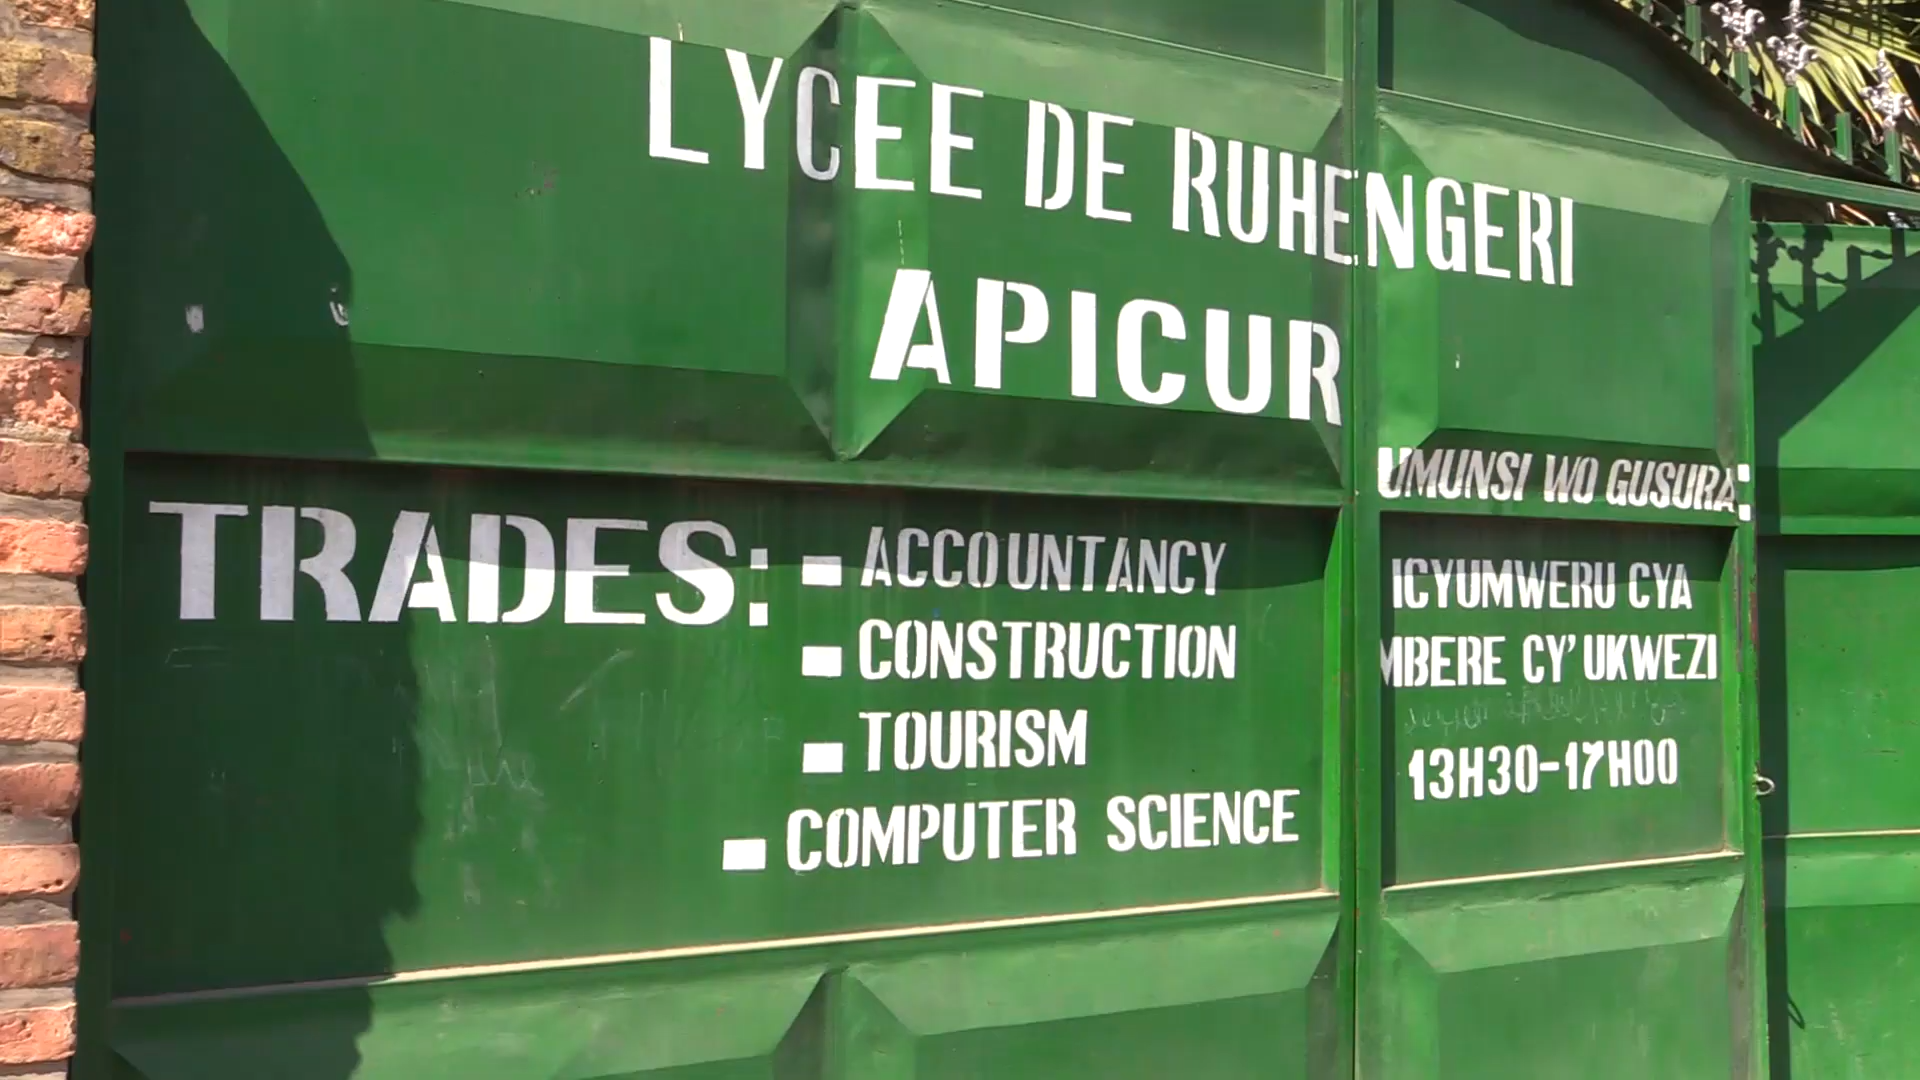 LYCEE DE RUHENGERI
APICUR
TRADES:
- ACCOUNTANCY
- CONSTRUCTION
- TOURISM
- COMPUTER SCIENCE
UMUNSI WO GUSURA:
ICYUMWERU CYA
MBERE CY'UKWEZI
13H30-17H00